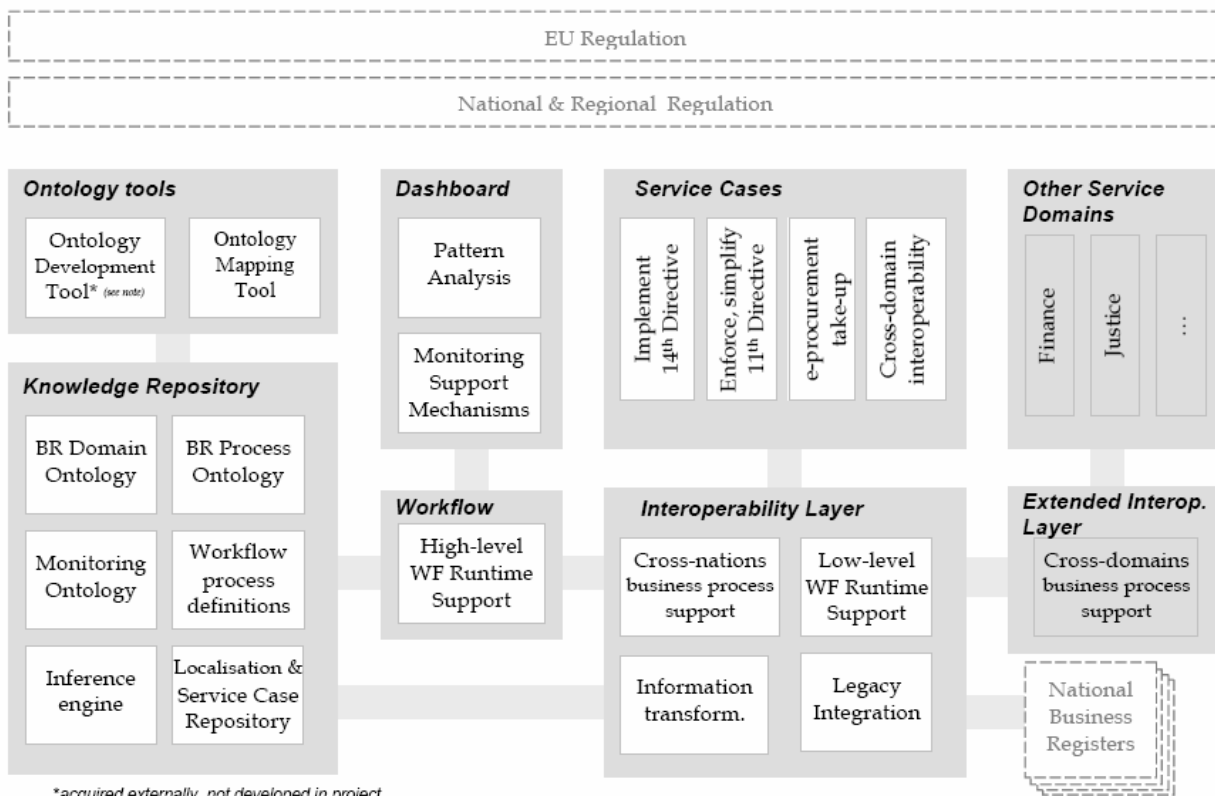 EU Regulation
National & Regional Regulation
Ontology tools
Ontology
Development
Tool* (see note)
Ontology
Mapping
Tool
Dashboard
Pattern
Analysis
Monitoring
Support
Mechanisms
Service Cases
Implement
14th Directive
Enforce, simplify
11th Directive
e-procurement
take-up
Cross-domain
interoperability
Other Service
Domains
Finance
Justice
...
Knowledge Repository
BR Domain
Ontology
BR Process
Ontology
Monitoring
Ontology
Workflow
process
definitions
Inference
engine
Localisation &
Service Case
Repository
Workflow
High-level
WF Runtime
Support
Interoperability Layer
Cross-nations
business process
support
Low-level
WF Runtime
Support
Information
transform.
Legacy
Integration
Extended Interop.
Layer
Cross-domains
business process
support
National
Business
Registers
*acquired externally, not developed in project